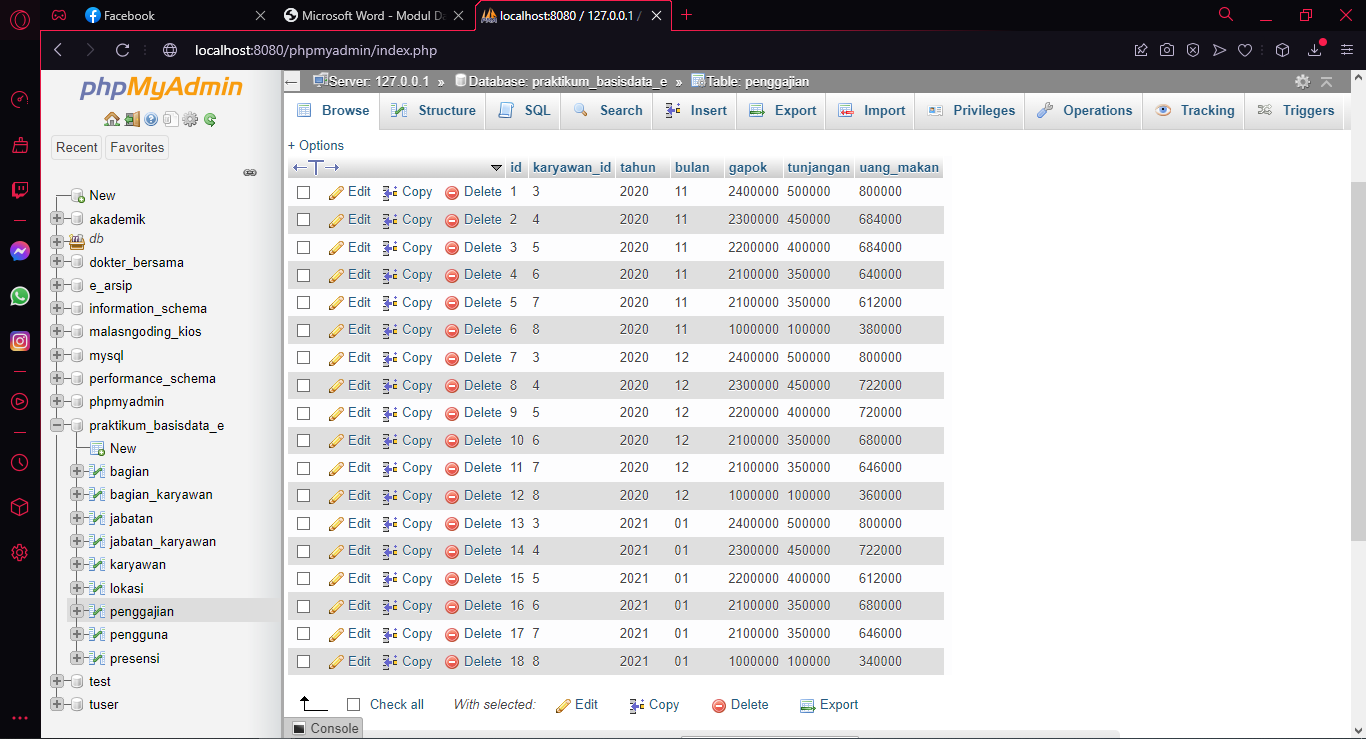 Facebook
Microsoft Word - Modul Da
localhost:8080 / 127.0.0.1 /
localhost:8080/phpmyadmin/index.php
phpMyAdmin
Recent Favorites
New
akademik
db
dokter_bersama
e_arsip
information_schema
malasngoding_kios
mysql
performance_schema
phpmyadmin
praktikum_basisdata_e
New
bagian
bagian_karyawan
jabatan
jabatan_karyawan
karyawan
lokasi
penggajian
pengguna
presensi
test
tuser
Server: 127.0.0.1 » Database: praktikum_basisdata_e » Table: penggajian
Browse Structure SQL Search Insert Export Import Privileges Operations Tracking Triggers
+ Options
id karyawan_id tahun bulan gapok tunjangan uang_makan
Edit Copy Delete 1 3 2020 11 2400000 500000 800000
Edit Copy Delete 2 4 2020 11 2300000 450000 684000
Edit Copy Delete 3 5 2020 11 2200000 400000 684000
Edit Copy Delete 4 6 2020 11 2100000 350000 640000
Edit Copy Delete 5 7 2020 11 2100000 350000 612000
Edit Copy Delete 6 8 2020 11 1000000 100000 380000
Edit Copy Delete 7 3 2020 12 2400000 500000 800000
Edit Copy Delete 8 4 2020 12 2300000 450000 722000
Edit Copy Delete 9 5 2020 12 2200000 400000 720000
Edit Copy Delete 10 6 2020 12 2100000 350000 680000
Edit Copy Delete 11 7 2020 12 2100000 350000 646000
Edit Copy Delete 12 8 2020 12 1000000 100000 360000
Edit Copy Delete 13 3 2021 01 2400000 500000 800000
Edit Copy Delete 14 4 2021 01 2300000 450000 722000
Edit Copy Delete 15 5 2021 01 2200000 400000 612000
Edit Copy Delete 16 6 2021 01 2100000 350000 680000
Edit Copy Delete 17 7 2021 01 2100000 350000 646000
Edit Copy Delete 18 8 2021 01 1000000 100000 340000
Check all With selected: Edit Copy Delete Export
Console